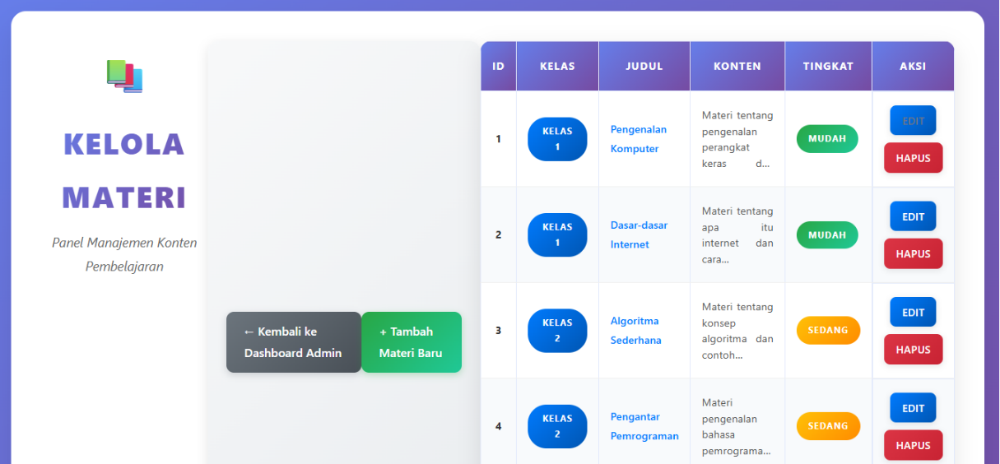 KELOLA
MATERI
Panel Manajemen Konten
Pembelajaran
← Kembali ke
Dashboard Admin
+ Tambah
Materi Baru
ID KELAS JUDUL KONTEN TINGKAT AKSI
1
KELAS
1
Pengenalan
Komputer
Materi tentang
pengenalan
perangkat
keras d...
MUDAH
EDIT
HAPUS
2
KELAS
1
Dasar-dasar
Internet
Materi tentang
apa itu
internet dan
cara...
MUDAH
EDIT
HAPUS
3
KELAS
2
Algoritma
Sederhana
Materi tentang
konsep
algoritma dan
contoh...
SEDANG
EDIT
HAPUS
4
KELAS
2
Pengantar
Pemrograman
Materi
pengenalan
bahasa
pemrograma...
SEDANG
EDIT
HAPUS